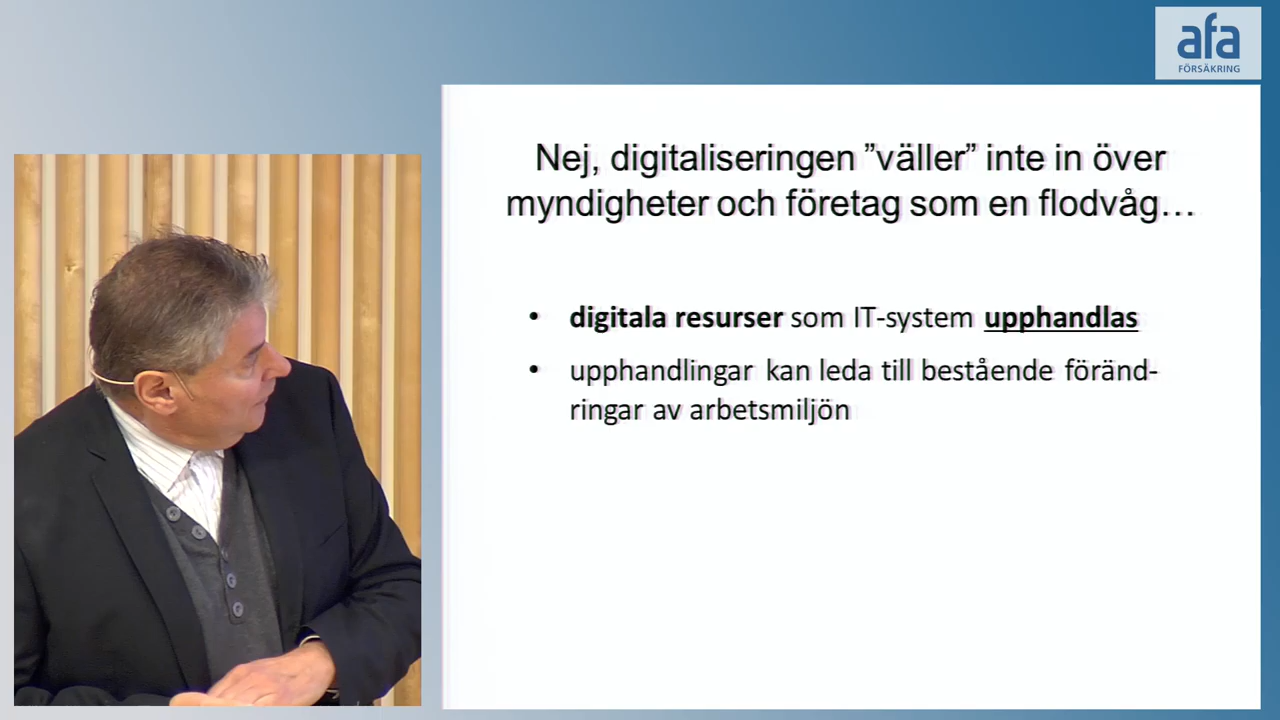 afa
FÖRSÄKRING
Nej, digitaliseringen ”väller” inte in över
myndigheter och företag som en flodvåg…
• digitala resurser som IT-system upphandlas
• upphandlingar kan leda till bestående föränd-
ringar av arbetsmiljön